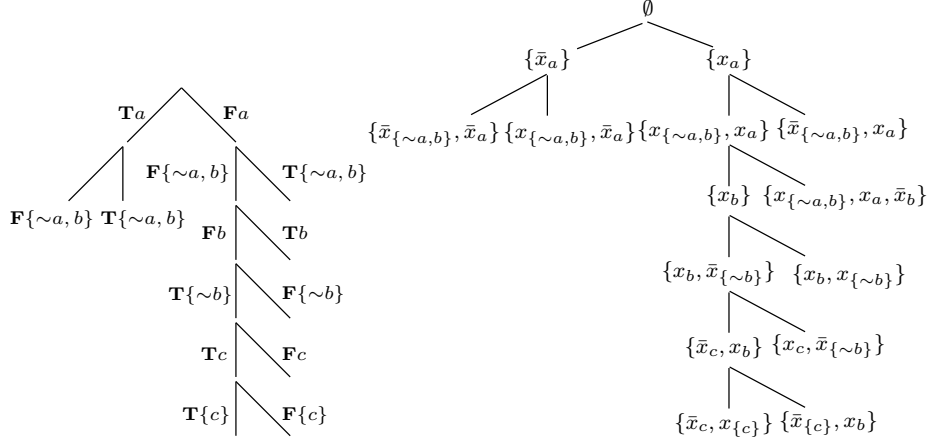 ∅
{x̄_a} {x_a}
Ta Fa
{x̄_{∼a,b}, x̄_a} {x_{∼a,b}, x̄_a} {x_{∼a,b}, x_a} {x̄_{∼a,b}, x_a}
F{∼a, b} T{∼a, b}
{x_b} {x_{∼a,b}, x_a, x̄_b}
F{∼a, b} T{∼a, b}
Fb Tb
{x_b, x̄_{∼b}} {x_b, x_{∼b}}
T{∼b} F{∼b}
{x̄_c, x_b} {x_c, x̄_{∼b}}
Tc Fc
T{c} F{c}
{x̄_c, x_{c}} {x̄_{c}, x_b}